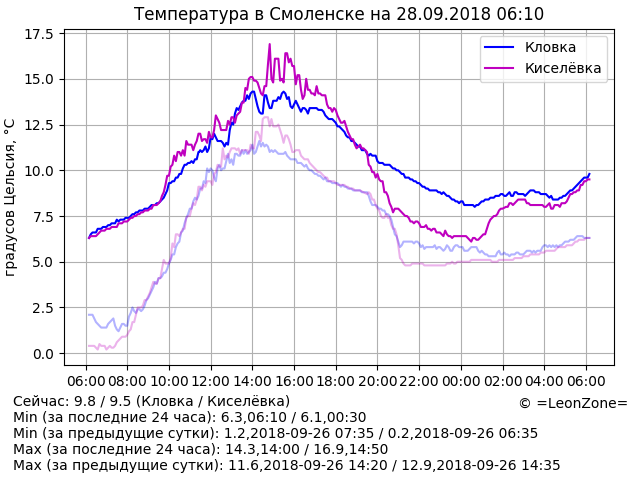 Температура в Смоленске на 28.09.2018 06:10
градусов Цельсия, °C
17.5
15.0
12.5
10.0
7.5
5.0
2.5
0.0
Кловка
Киселёвка
06:00 08:00 10:00 12:00 14:00 16:00 18:00 20:00 22:00 00:00 02:00 04:00 06:00
Сейчас: 9.8 / 9.5 (Кловка / Киселёвка)
© =LeonZone=
Min (за последние 24 часа): 6.3,06:10 / 6.1,00:30
Min (за предыдущие сутки): 1.2,2018-09-26 07:35 / 0.2,2018-09-26 06:35
Max (за последние 24 часа): 14.3,14:00 / 16.9,14:50
Max (за предыдущие сутки): 11.6,2018-09-26 14:20 / 12.9,2018-09-26 14:35